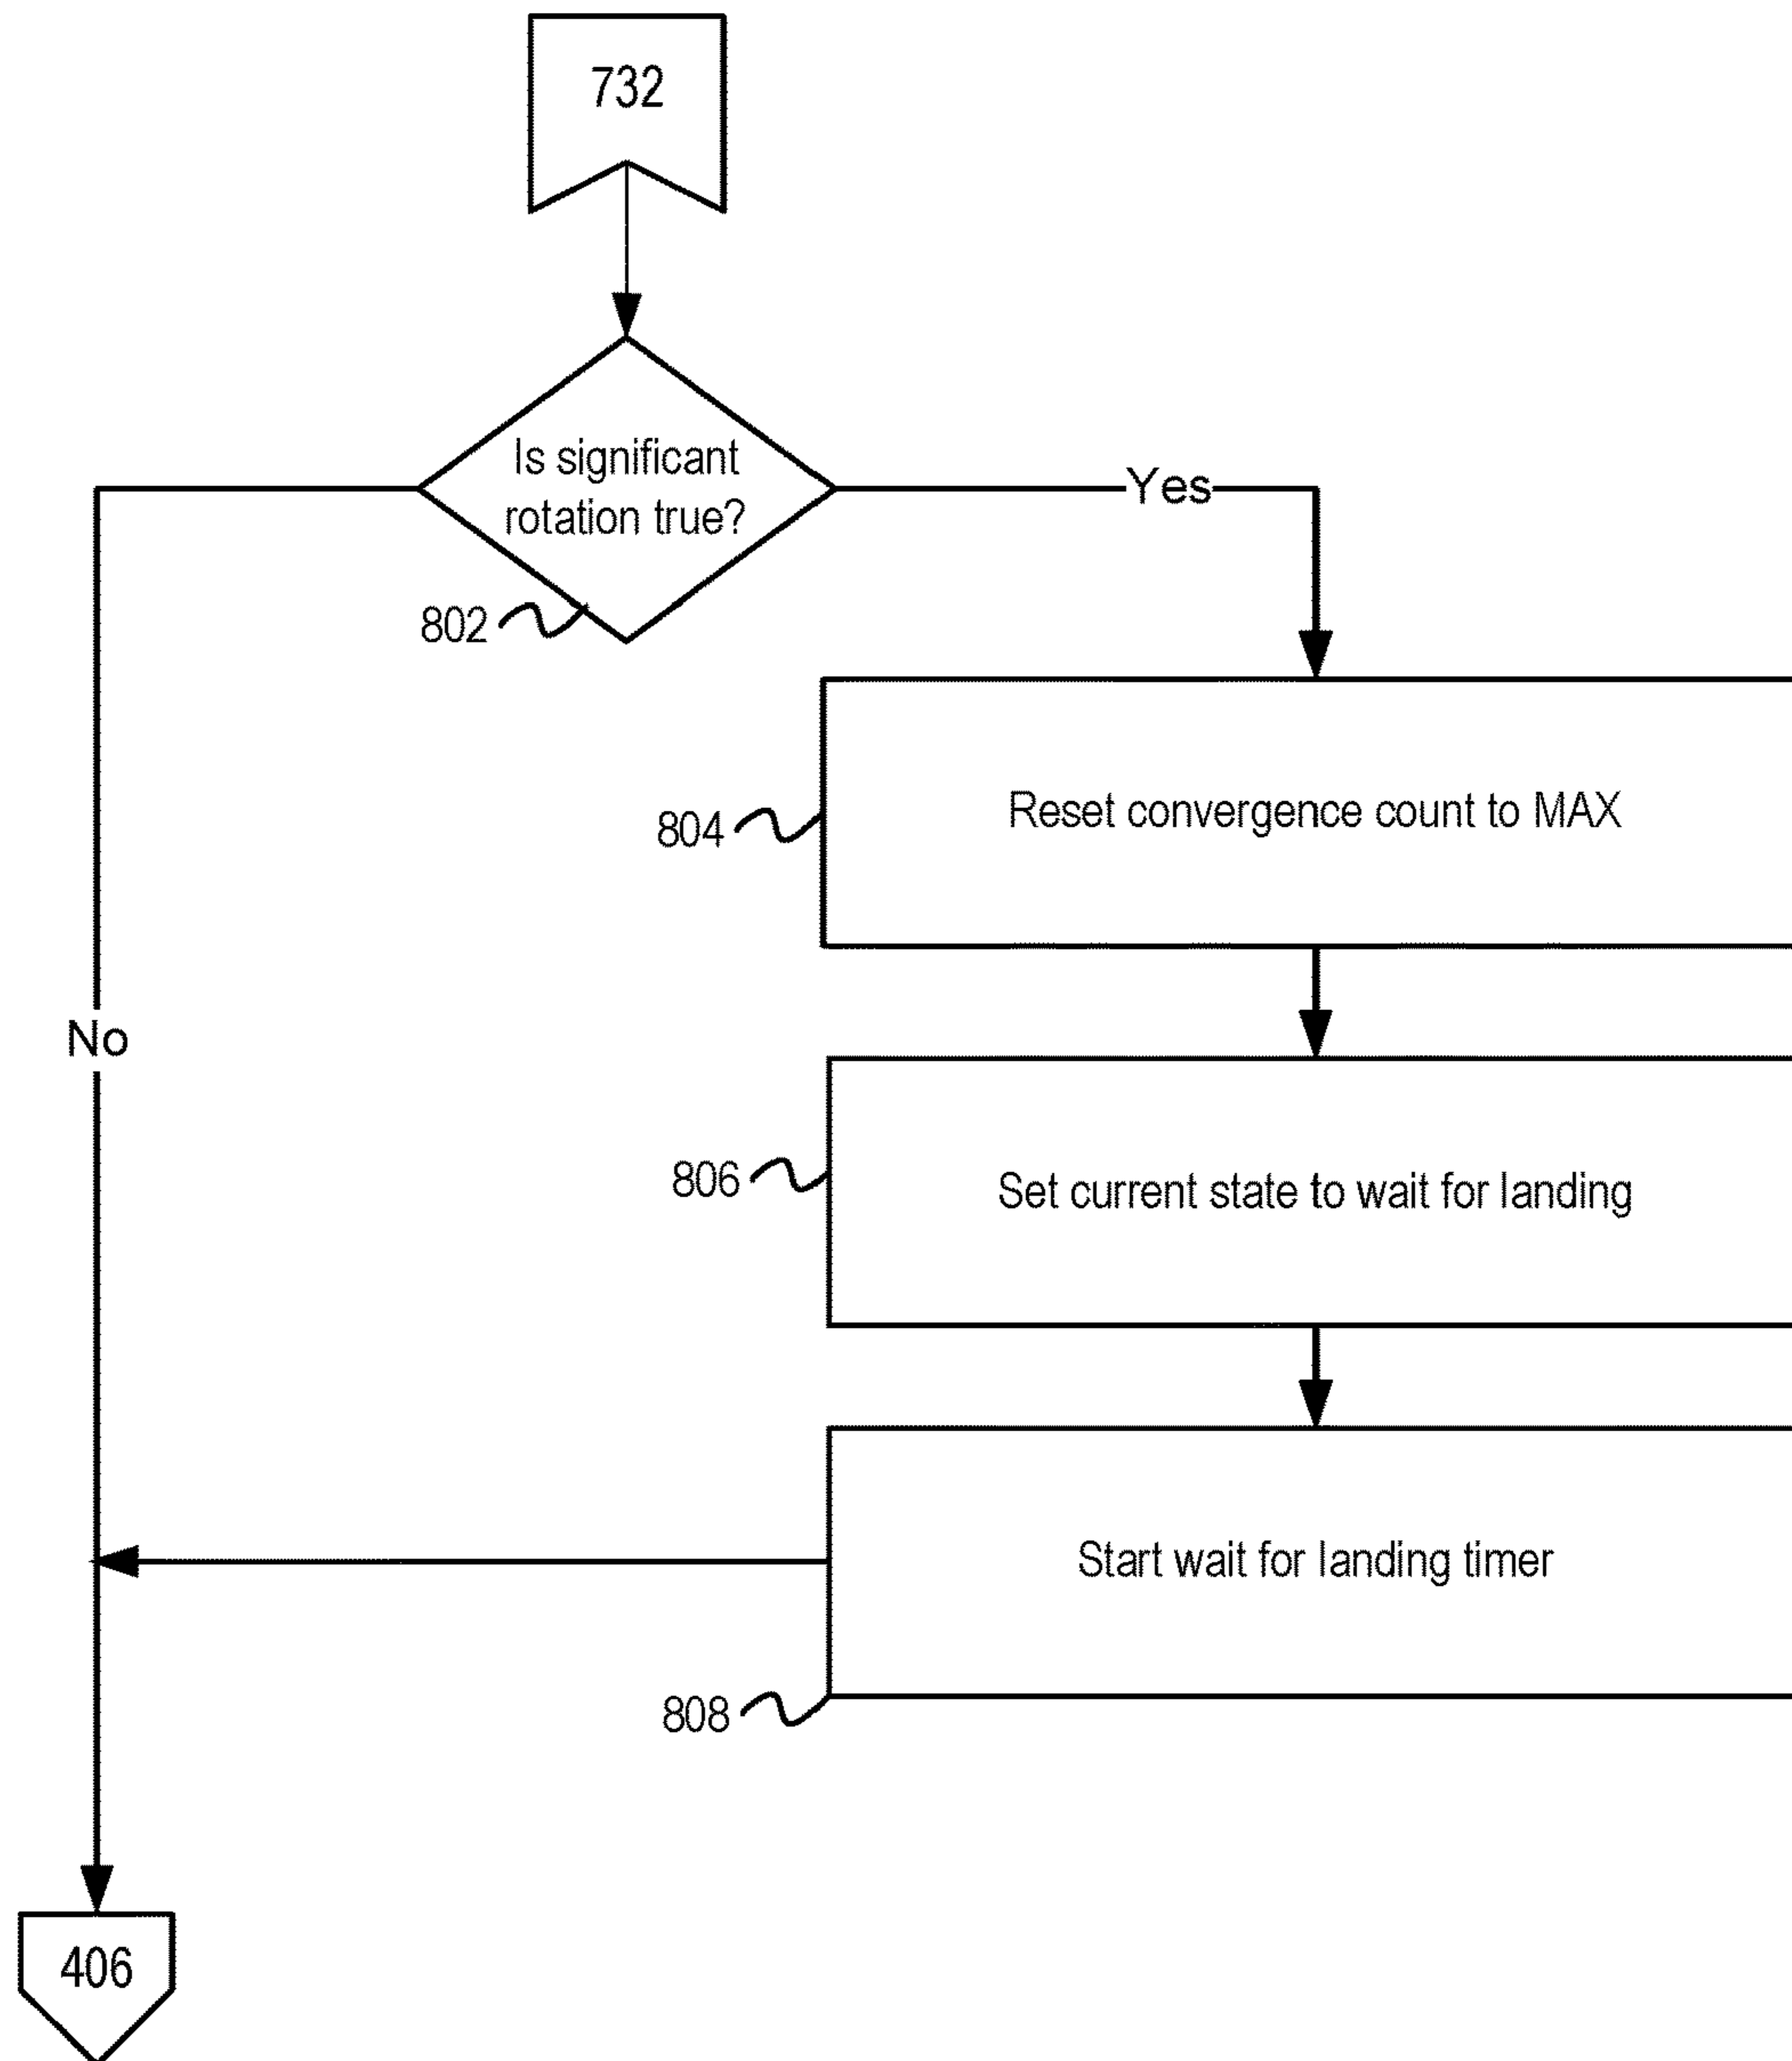 732
Is significant
rotation true?
Yes
802
Reset convergence count to MAX
804
No
Set current state to wait for landing
806
Start wait for landing timer
808
406